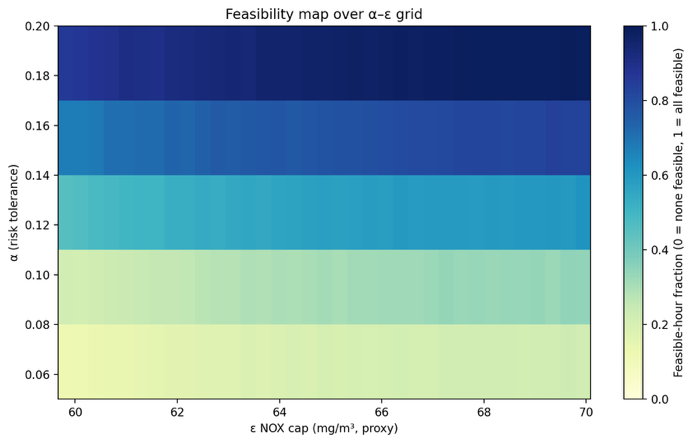 Feasibility map over α–ε grid
0.20
0.18
0.16
0.14
0.12
0.10
0.08
0.06
α (risk tolerance)
60 62 64 66 68 70
ε NOX cap (mg/m³, proxy)
1.0
0.8
0.6
0.4
0.2
0.0
Feasible-hour fraction (0 = none feasible, 1 = all feasible)